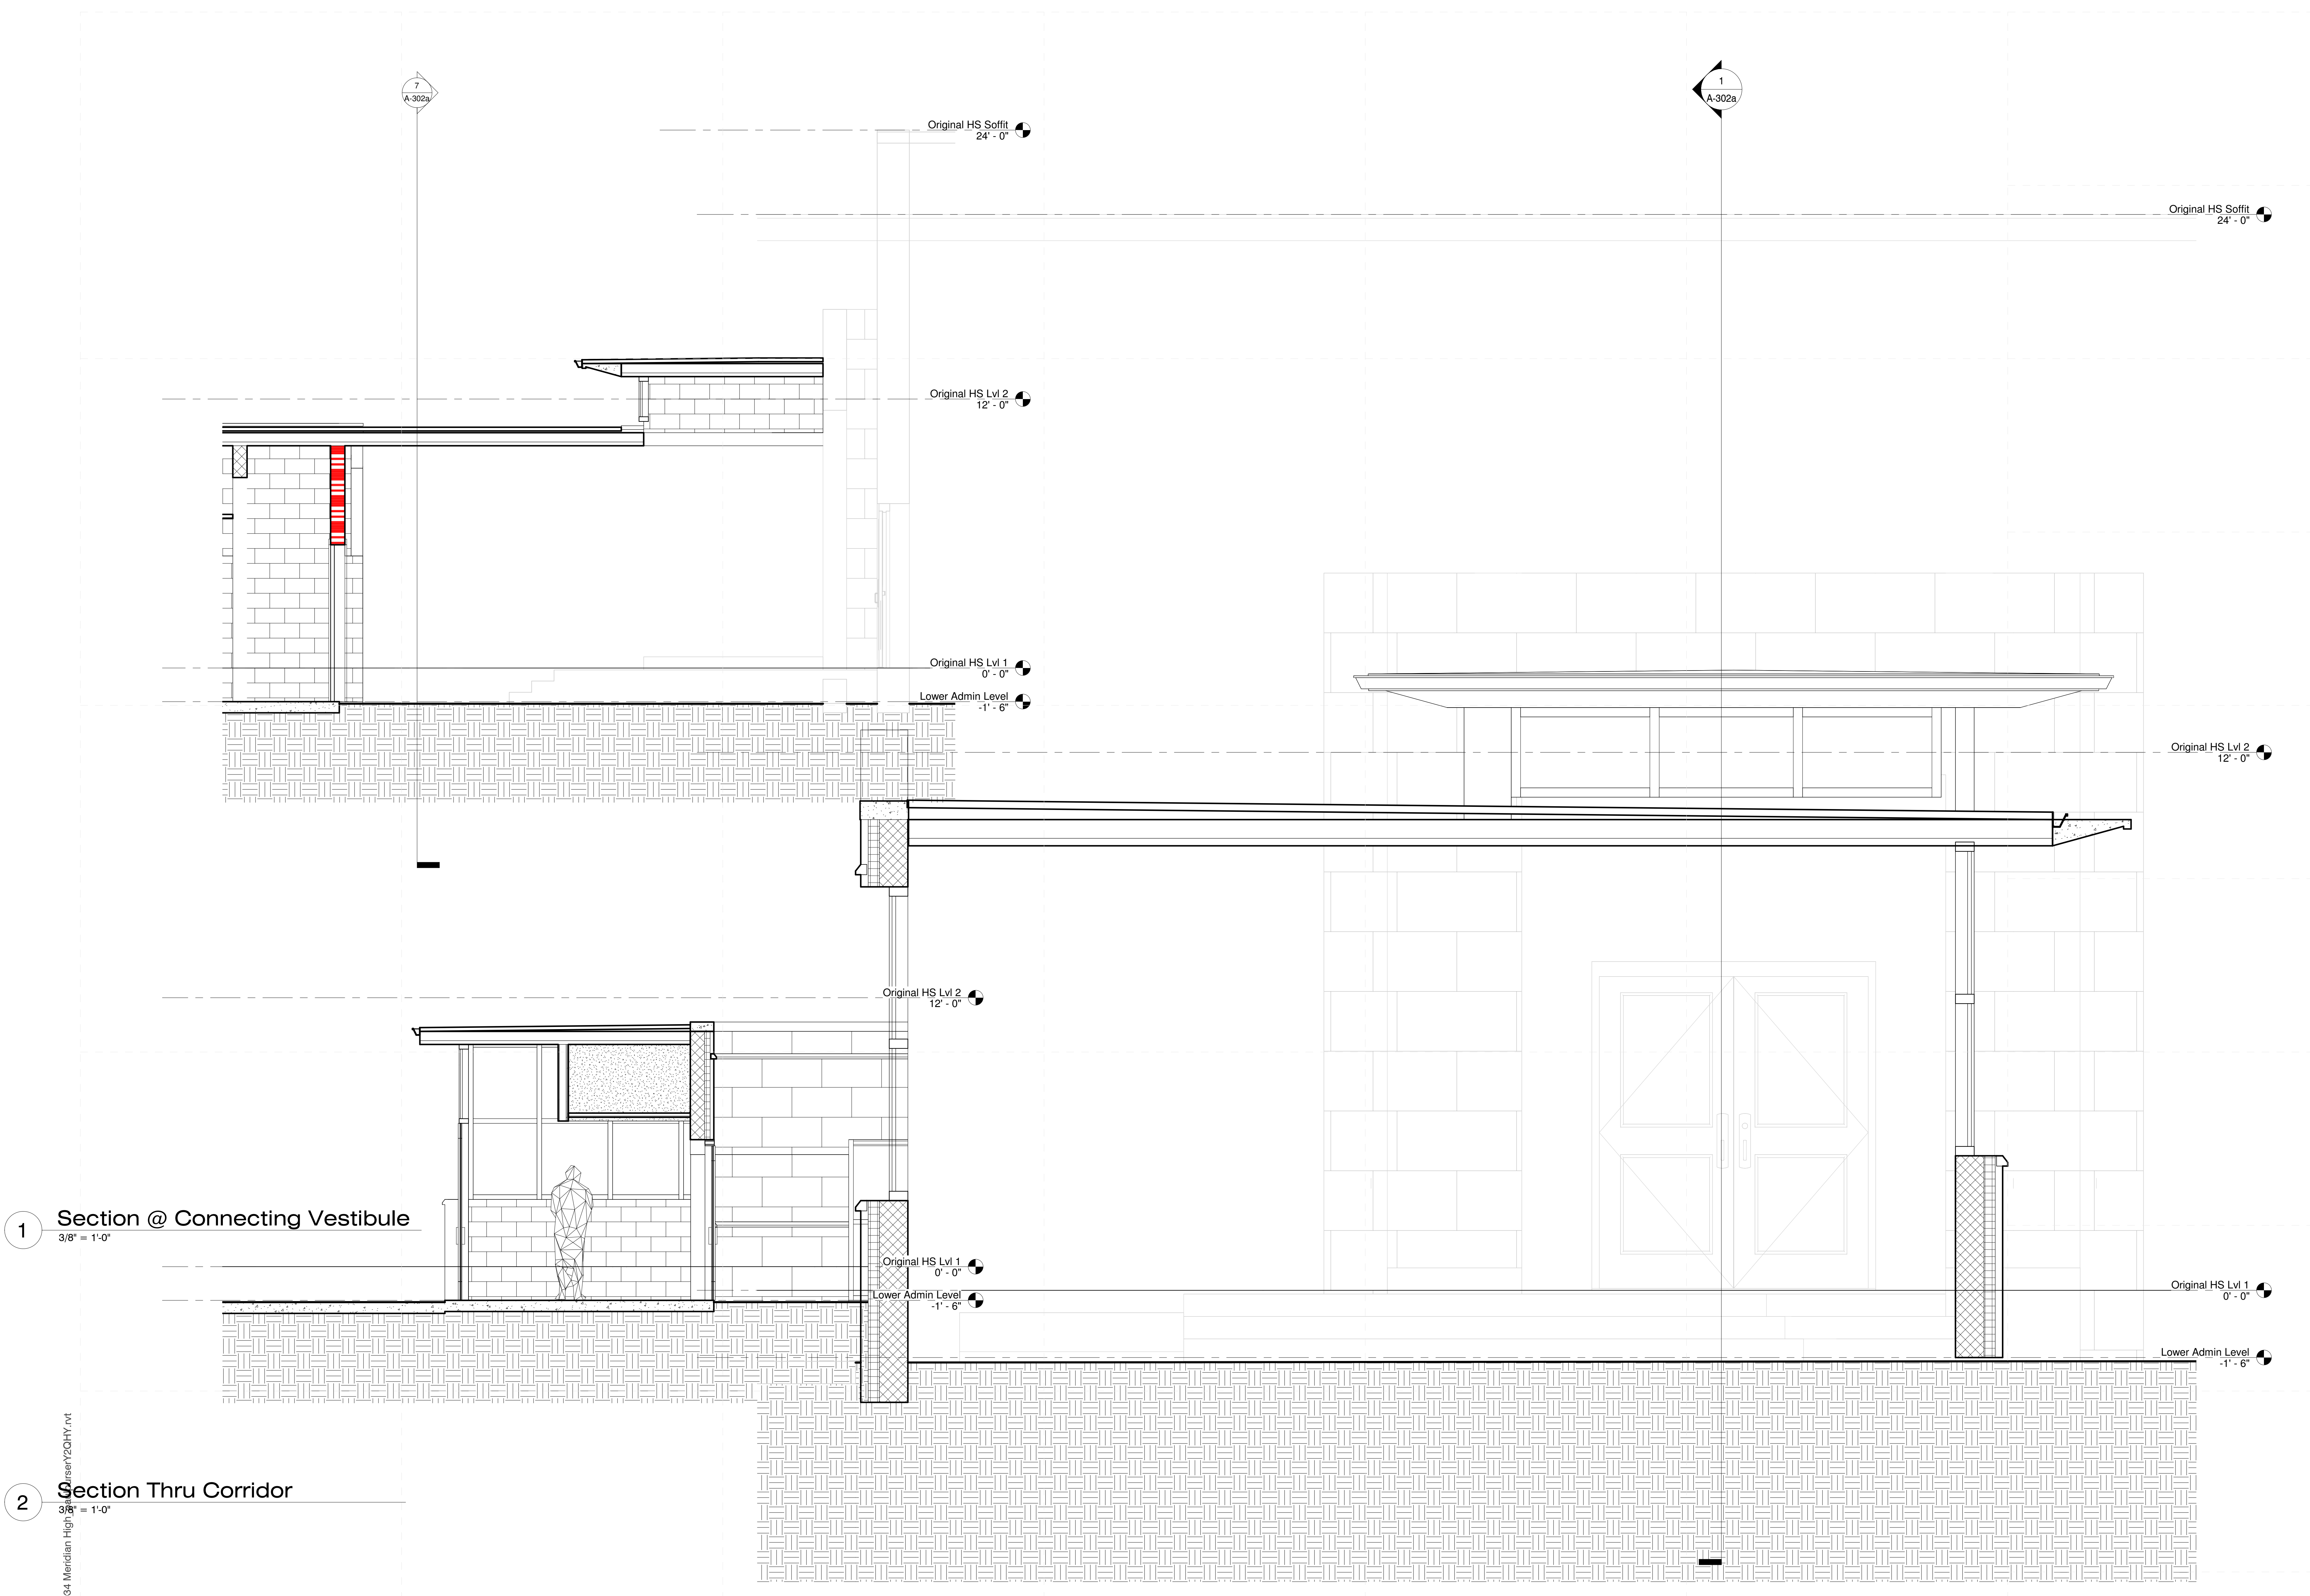 7
A-302a
1
A-302a
Original HS Soffit
24' - 0"
Original HS Soffit
24' - 0"
Original HS Lvl 2
12' - 0"
Original HS Lvl 1
0' - 0"
Lower Admin Level
-1' - 6"
Original HS Lvl 2
12' - 0"
Original HS Lvl 2
12' - 0"
1
Section @ Connecting Vestibule
3/8" = 1'-0"
Original HS Lvl 1
0' - 0"
Lower Admin Level
-1' - 6"
Original HS Lvl 1
0' - 0"
Lower Admin Level
-1' - 6"
2
Section Thru Corridor
3/8" = 1'-0"
34 Meridian High